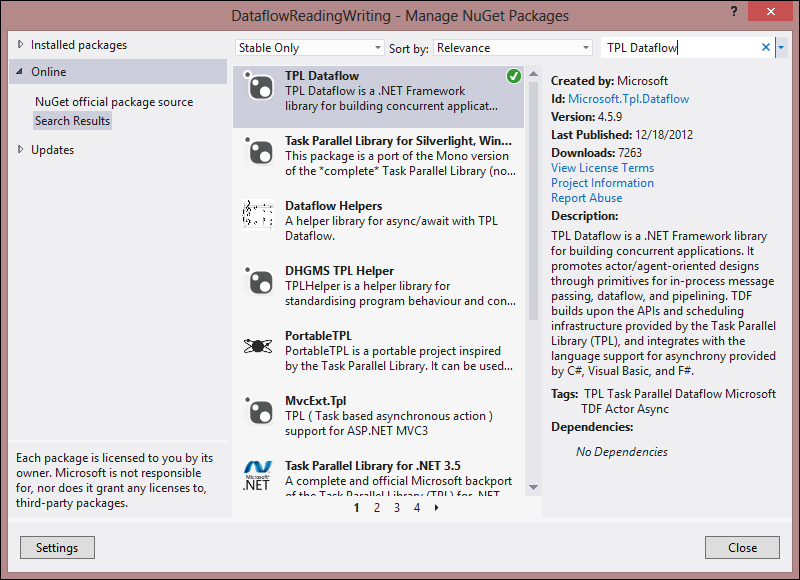 DataflowReadingWriting - Manage NuGet Packages
? ×
Installed packages
Online
NuGet official package source
Search Results
Updates
Each package is licensed to you by its
owner. Microsoft is not responsible
for, nor does it grant any licenses to,
third-party packages.
Stable Only
Sort by: Relevance
TPL Dataflow
TPL Dataflow
TPL Dataflow is a .NET Framework
library for building concurrent applicat...
Task Parallel Library for Silverlight, Win...
This package is a port of the Mono version
of the *complete* Task Parallel Library (no...
Dataflow Helpers
A helper library for async/await with TPL
Dataflow.
DHGMS TPL Helper
TPLHelper is a helper library for
standardising program behaviour and con...
PortableTPL
PortableTPL is a portable project inspired
by the Task Parallel Library. It can be used...
MvcExt.Tpl
TPL ( Task based asynchronous action )
support for ASP.NET MVC3
Microsoft
.NET
Task Parallel Library for .NET 3.5
A complete and official Microsoft backport
of the Task Parallel Library (TPL) for .NET
1 2 3 4
Created by: Microsoft
Id: Microsoft.Tpl.Dataflow
Version: 4.5.9
Last Published: 12/18/2012
Downloads: 7263
View License Terms
Project Information
Report Abuse
Description:
TPL Dataflow is a .NET Framework library
for building concurrent applications. It
promotes actor/agent-oriented designs
through primitives for in-process message
passing, dataflow, and pipelining. TDF
builds upon the APIs and scheduling
infrastructure provided by the Task Parallel
Library (TPL), and integrates with the
language support for asynchrony provided
by C#, Visual Basic, and F#.
Tags: TPL Task Parallel Dataflow Microsoft
TDF Actor Async
Dependencies:
No Dependencies
Settings
Close